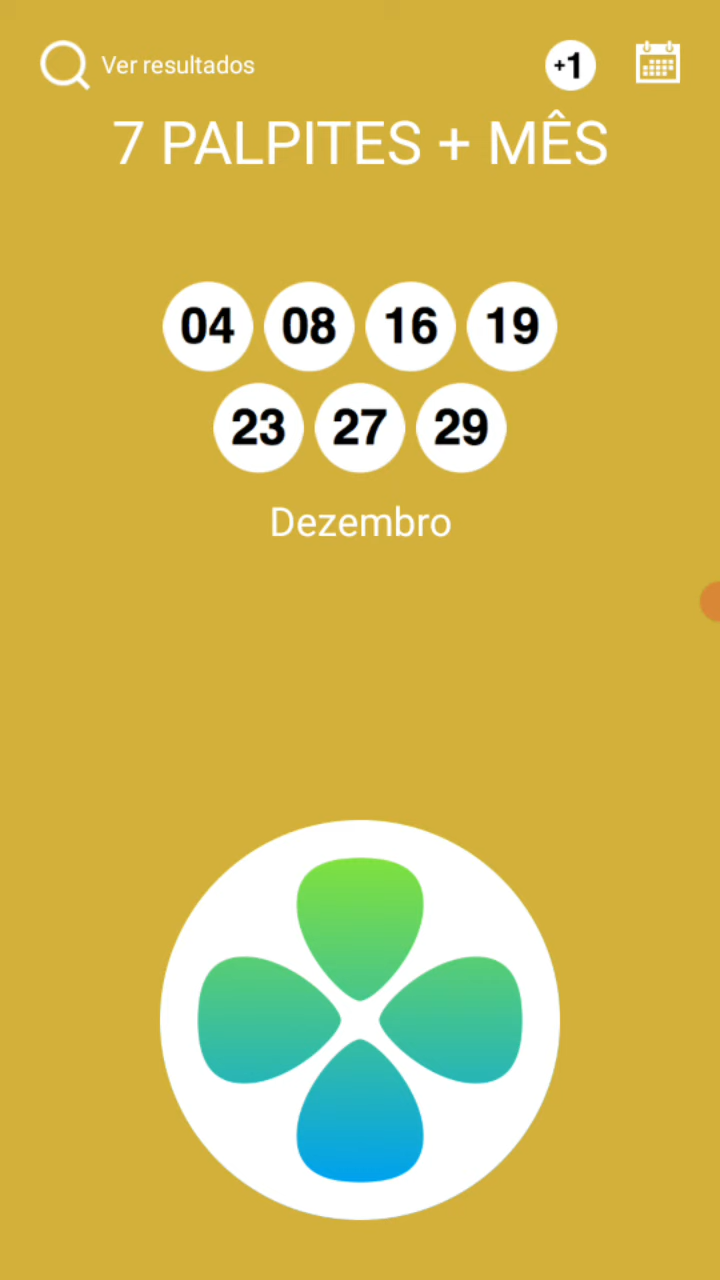 Ver resultados
+1
7 PALPITES + MÊS
04 08 16 19
23 27 29
Dezembro